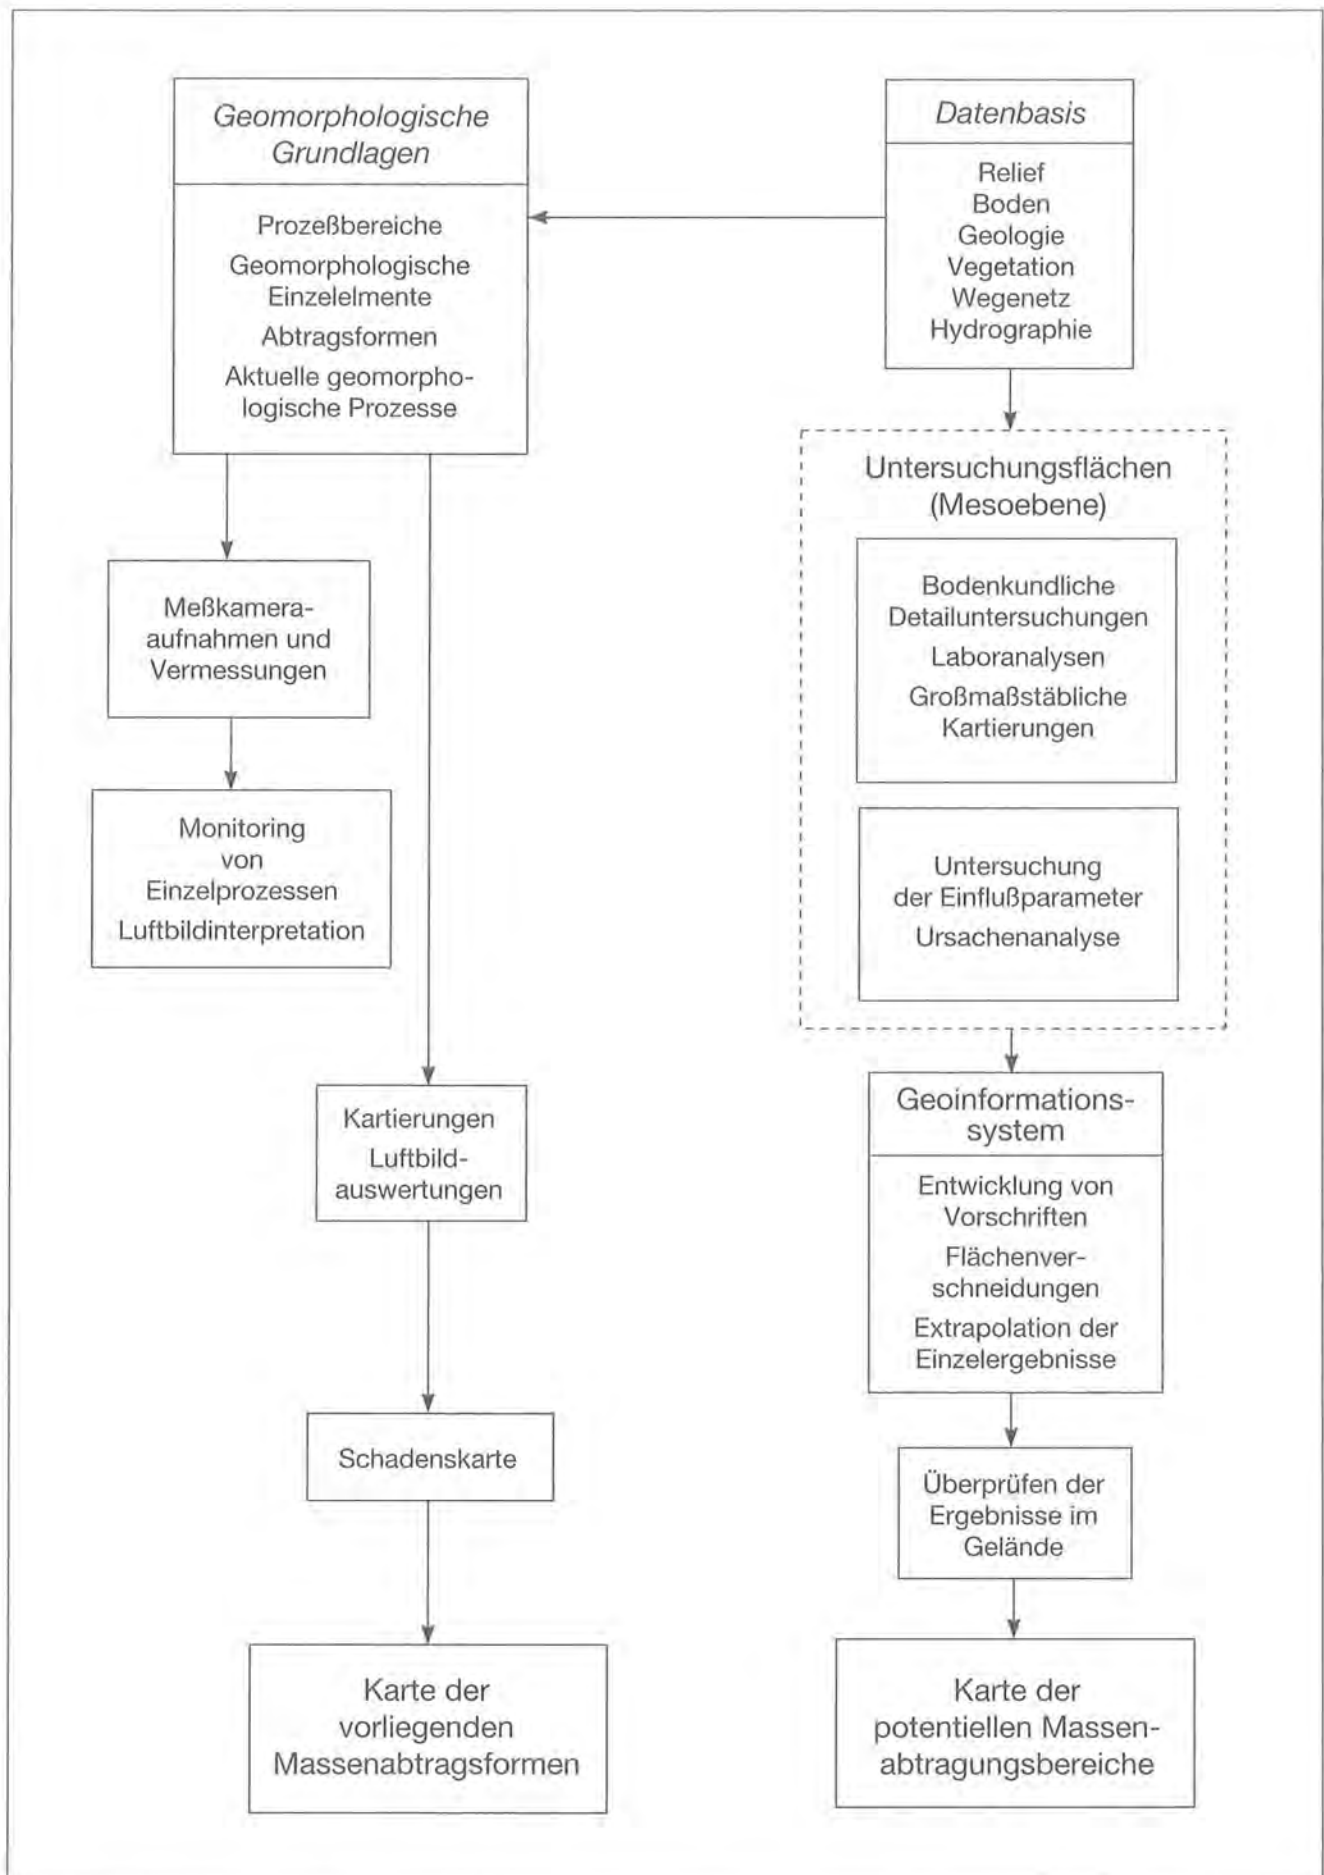 Geomorphologische
Grundlagen
Prozeßbereiche
Geomorphologische
Einzelelmente
Abtragsformen
Aktuelle geomorpho-
logische Prozesse
Meßkamera-
aufnahmen und
Vermessungen
Monitoring
von
Einzelprozessen
Luftbildinterpretation
Kartierungen
Luftbild-
auswertungen
Schadenskarte
Karte der
vorliegenden
Massenabtragsformen
Datenbasis
Relief
Boden
Geologie
Vegetation
Wegenetz
Hydrographie
Untersuchungsflächen
(Mesoebene)
Bodenkundliche
Detailuntersuchungen
Laboranalysen
Großmaßstäbliche
Kartierungen
Untersuchung
der Einflußparameter
Ursachenanalyse
Geoinformations-
system
Entwicklung von
Vorschriften
Flächenver-
schneidungen
Extrapolation der
Einzelergebnisse
Überprüfen der
Ergebnisse im
Gelände
Karte der
potentiellen Massen-
abtragungsbereiche